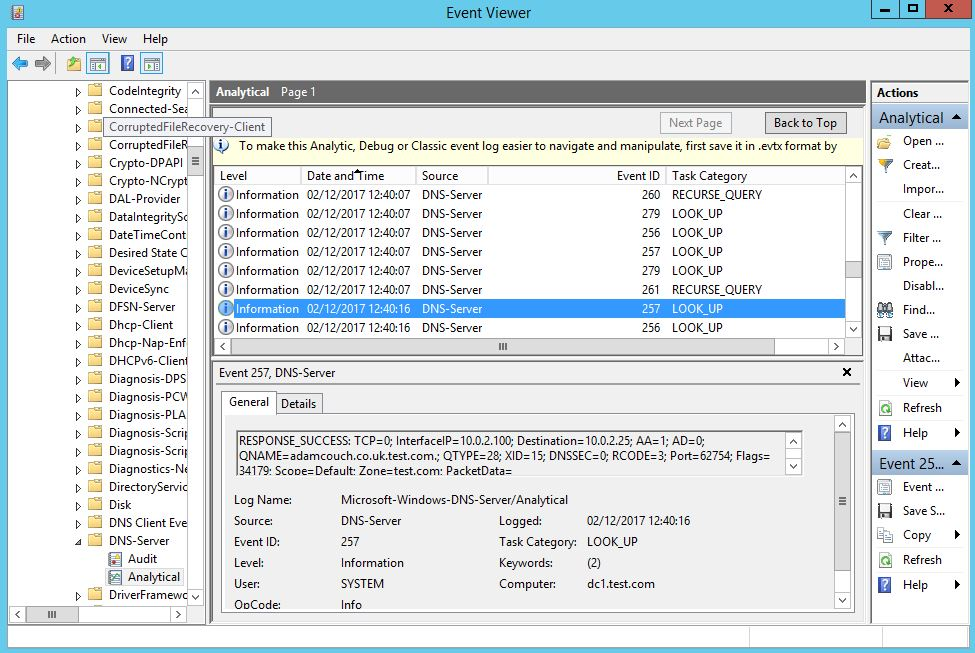 Event Viewer
File Action View Help
CodeIntegrity
Connected-Sea
CorruptedFileRecovery-Client
CorruptedFileR
Crypto-DPAPI
Crypto-NCrypt
DAL-Provider
DataIntegritySc
DateTimeCont
Desired State C
DeviceSetupMa
DeviceSync
DFSN-Server
Dhcp-Client
Dhcp-Nap-Enf
DHCPv6-Client
Diagnosis-DPS
Diagnosis-PCW
Diagnosis-PLA
Diagnosis-Scrip
Diagnosis-Scrip
Diagnostics-Ne
DirectoryServic
Disk
DNS Client Eve
DNS-Server
Audit
Analytical
DriverFramewo
Analytical Page 1
Next Page Back to Top
To make this Analytic, Debug or Classic event log easier to navigate and manipulate, first save it in .evtx format by
Level Date and Time Source Event ID Task Category
Information 02/12/2017 12:40:07 DNS-Server 260 RECURSE_QUERY
Information 02/12/2017 12:40:07 DNS-Server 279 LOOK_UP
Information 02/12/2017 12:40:07 DNS-Server 256 LOOK_UP
Information 02/12/2017 12:40:07 DNS-Server 257 LOOK_UP
Information 02/12/2017 12:40:07 DNS-Server 279 LOOK_UP
Information 02/12/2017 12:40:07 DNS-Server 261 RECURSE_QUERY
Information 02/12/2017 12:40:16 DNS-Server 257 LOOK_UP
Information 02/12/2017 12:40:16 DNS-Server 256 LOOK_UP
Event 257, DNS-Server
General Details
RESPONSE_SUCCESS: TCP=0; InterfaceIP=10.0.2.100; Destination=10.0.2.25; AA=1; AD=0;
QNAME=adamcouch.co.uk.test.com.; QTYPE=28; XID=15; DNSSEC=0; RCODE=3; Port=62754; Flags=
34179: Scope=Default: Zone=test.com: PacketData=
Log Name: Microsoft-Windows-DNS-Server/Analytical
Source: DNS-Server Logged: 02/12/2017 12:40:16
Event ID: 257 Task Category: LOOK_UP
Level: Information Keywords: (2)
User: SYSTEM Computer: dc1.test.com
OpCode: Info
Actions
Analytical
Open ...
Creat...
Impor...
Clear ...
Filter ...
Prope...
Disabl...
Find...
Save ...
Attac...
View
Refresh
Help
Event 25...
Event ...
Save S...
Copy
Refresh
Help